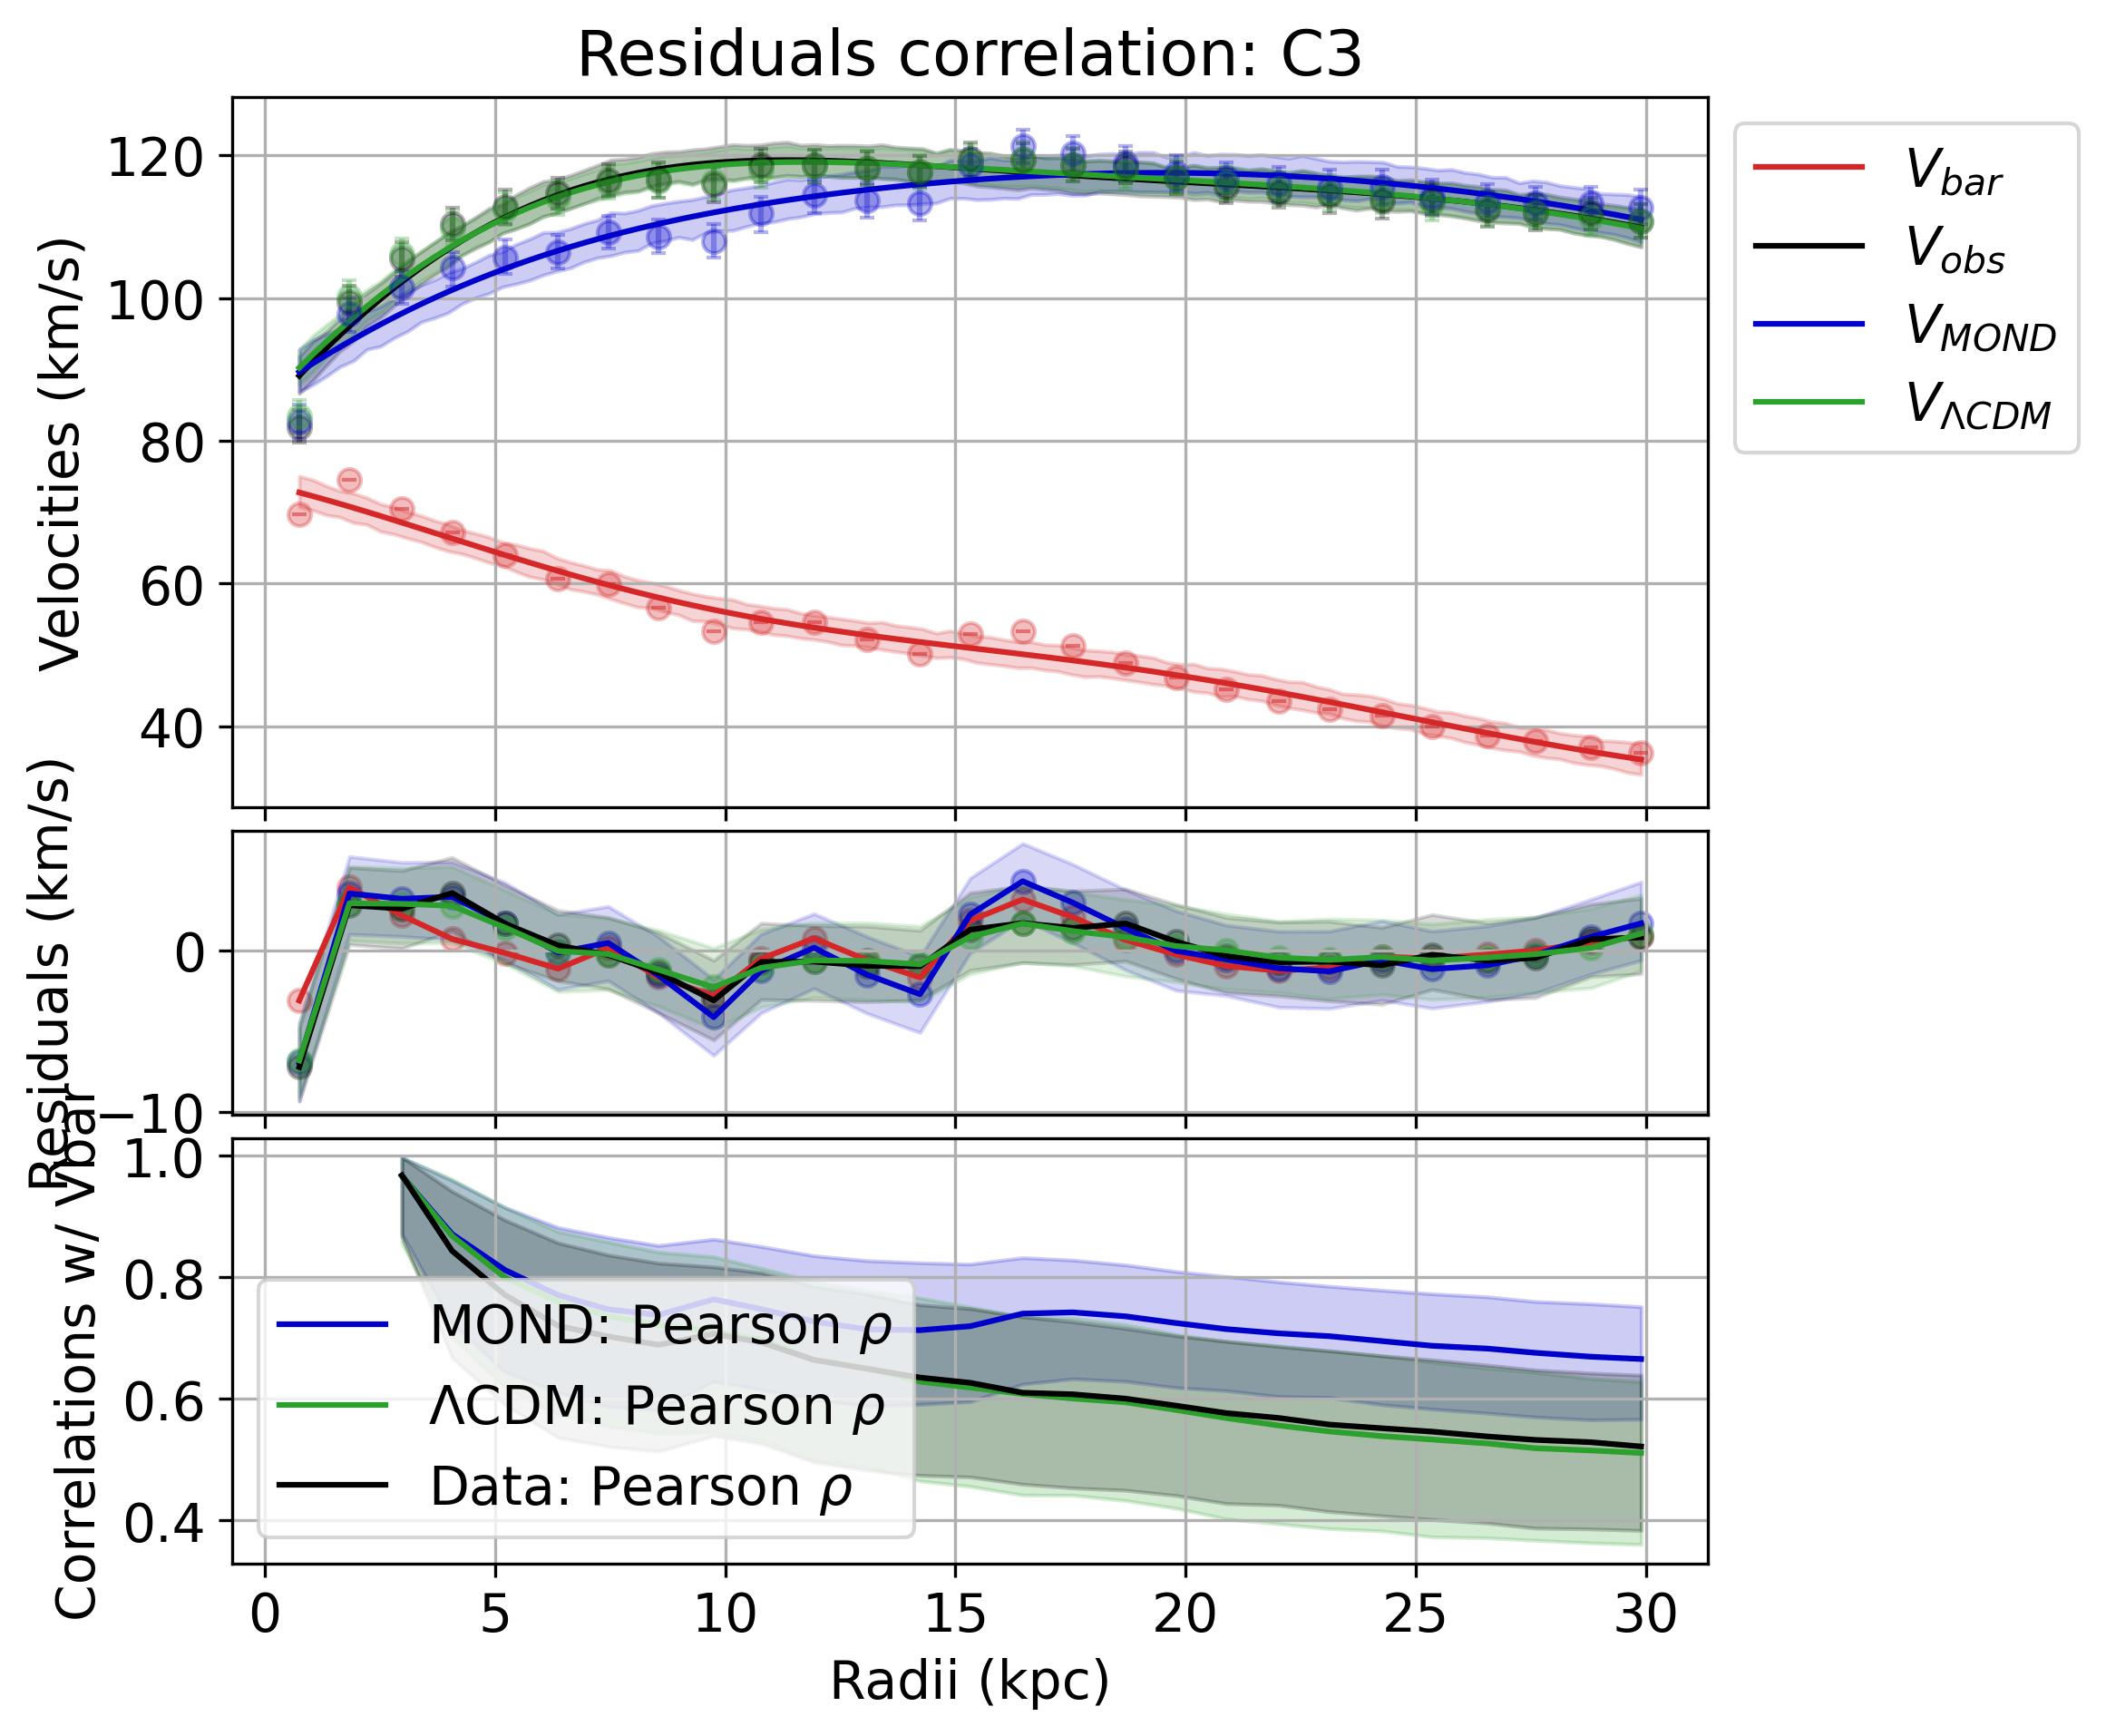 Residuals correlation: C3
Velocities (km/s)
120
100
80
60
40
V_bar
V_obs
V_MOND
V_ΛCDM
Residuals (km/s)
0
−10
Correlations w/ Vbar
1.0
0.8
0.6
0.4
MOND: Pearson ρ
ΛCDM: Pearson ρ
Data: Pearson ρ
0 5 10 15 20 25 30
Radii (kpc)